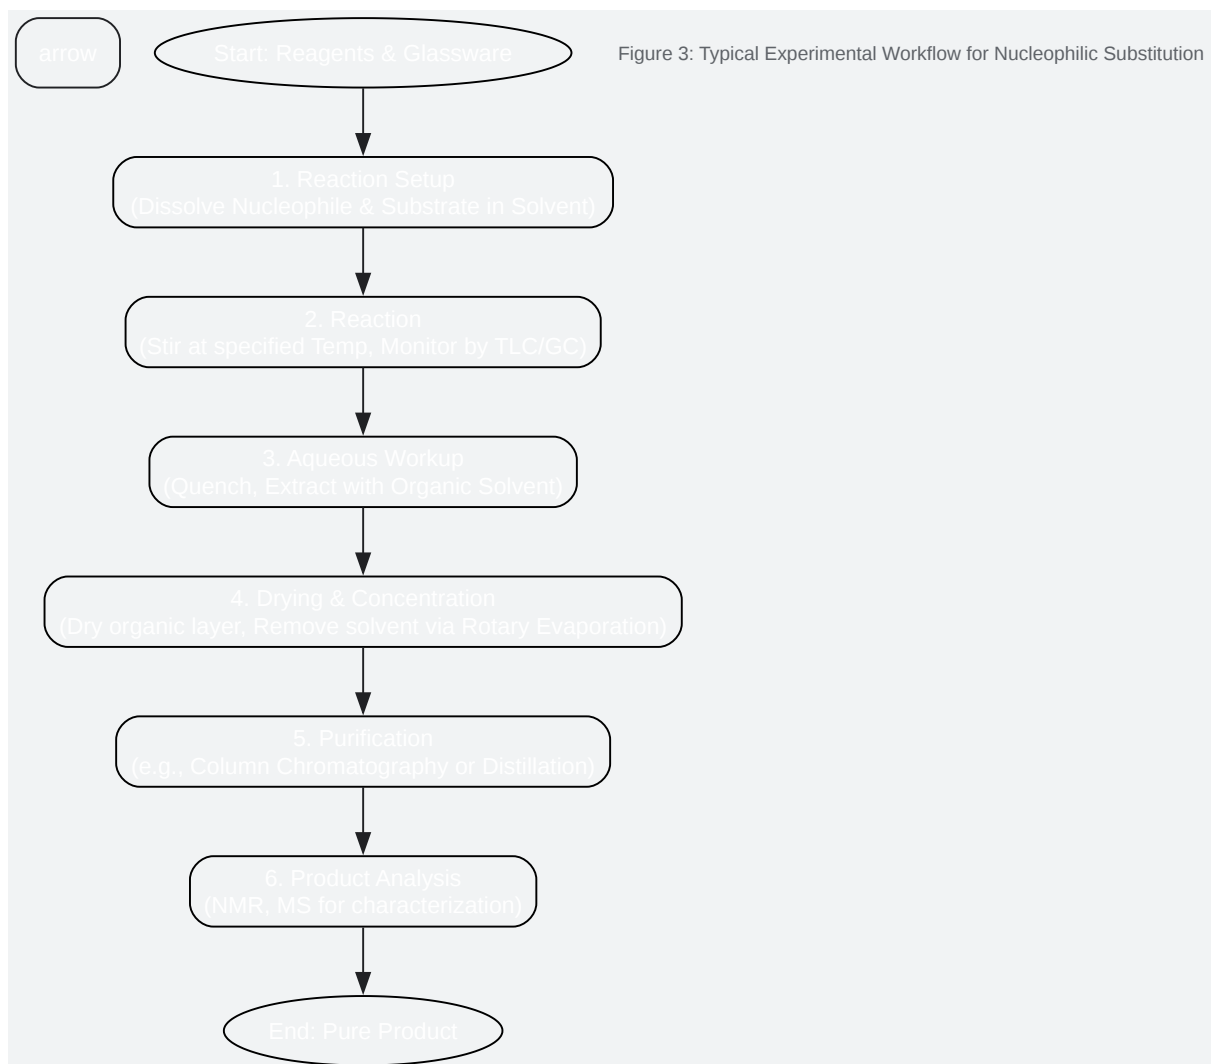 arrow
Start: Reagents & Glassware
Figure 3: Typical Experimental Workflow for Nucleophilic Substitution
1. Reaction Setup
(Dissolve Nucleophile & Substrate in Solvent)
2. Reaction
(Stir at specified Temp, Monitor by TLC/GC)
3. Aqueous Workup
(Quench, Extract with Organic Solvent)
4. Drying & Concentration
(Dry organic layer, Remove solvent via Rotary Evaporation)
5. Purification
(e.g., Column Chromatography or Distillation)
6. Product Analysis
(NMR, MS for characterization)
End: Pure Product